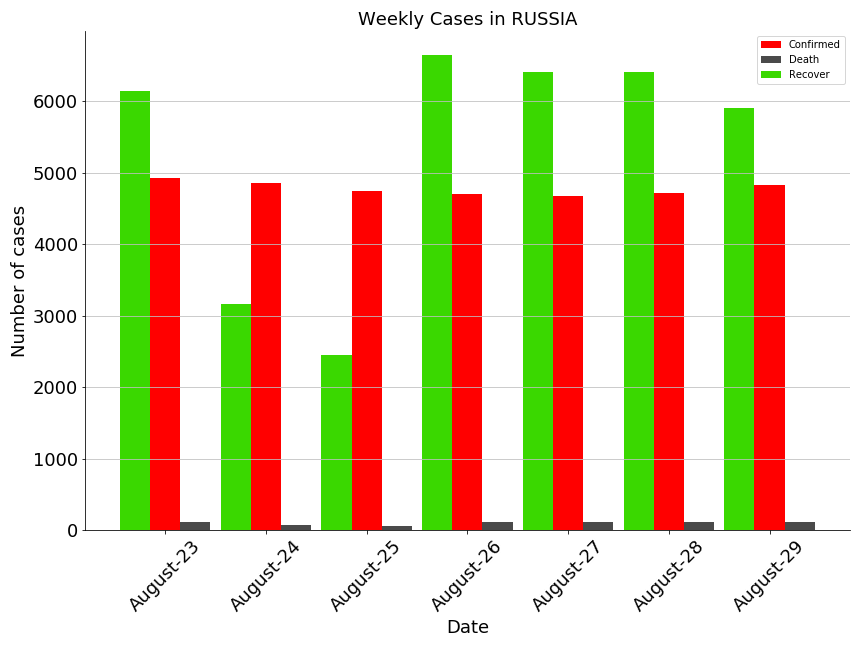 Weekly Cases in RUSSIA
Confirmed
Death
Recover
Number of cases
6000
5000
4000
3000
2000
1000
0
August-23
August-24
August-25
August-26
August-27
August-28
August-29
Date